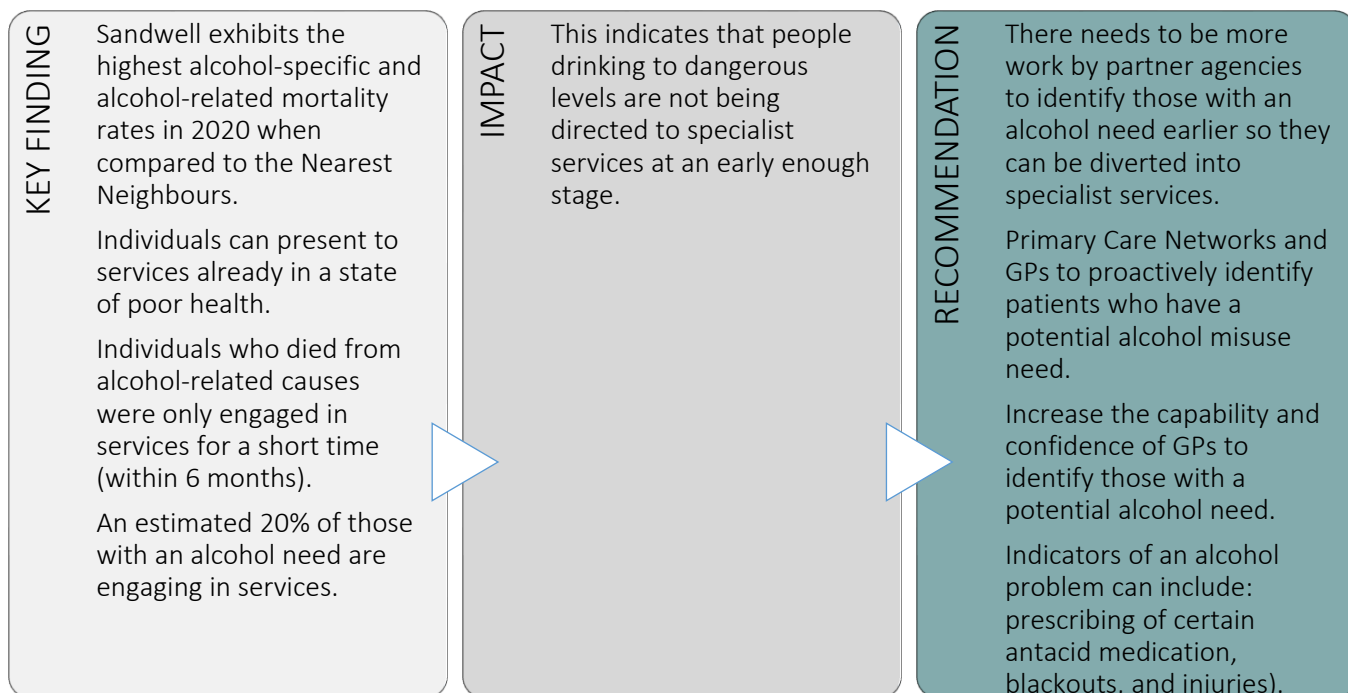 KEY FINDING
Sandwell exhibits the
highest alcohol-specific and
alcohol-related mortality
rates in 2020 when
compared to the Nearest
Neighbours.
Individuals can present to
services already in a state
of poor health.
Individuals who died from
alcohol-related causes
were only engaged in
services for a short time
(within 6 months).
An estimated 20% of those
with an alcohol need are
engaging in services.
IMPACT
This indicates that people
drinking to dangerous
levels are not being
directed to specialist
services at an early enough
stage.
RECOMMENDATION
There needs to be more
work by partner agencies
to identify those with an
alcohol need earlier so they
can be diverted into
specialist services.
Primary Care Networks and
GPs to proactively identify
patients who have a
potential alcohol misuse
need.
Increase the capability and
confidence of GPs to
identify those with a
potential alcohol need.
Indicators of an alcohol
problem can include:
prescribing of certain
antacid medication,
blackouts, and injuries).